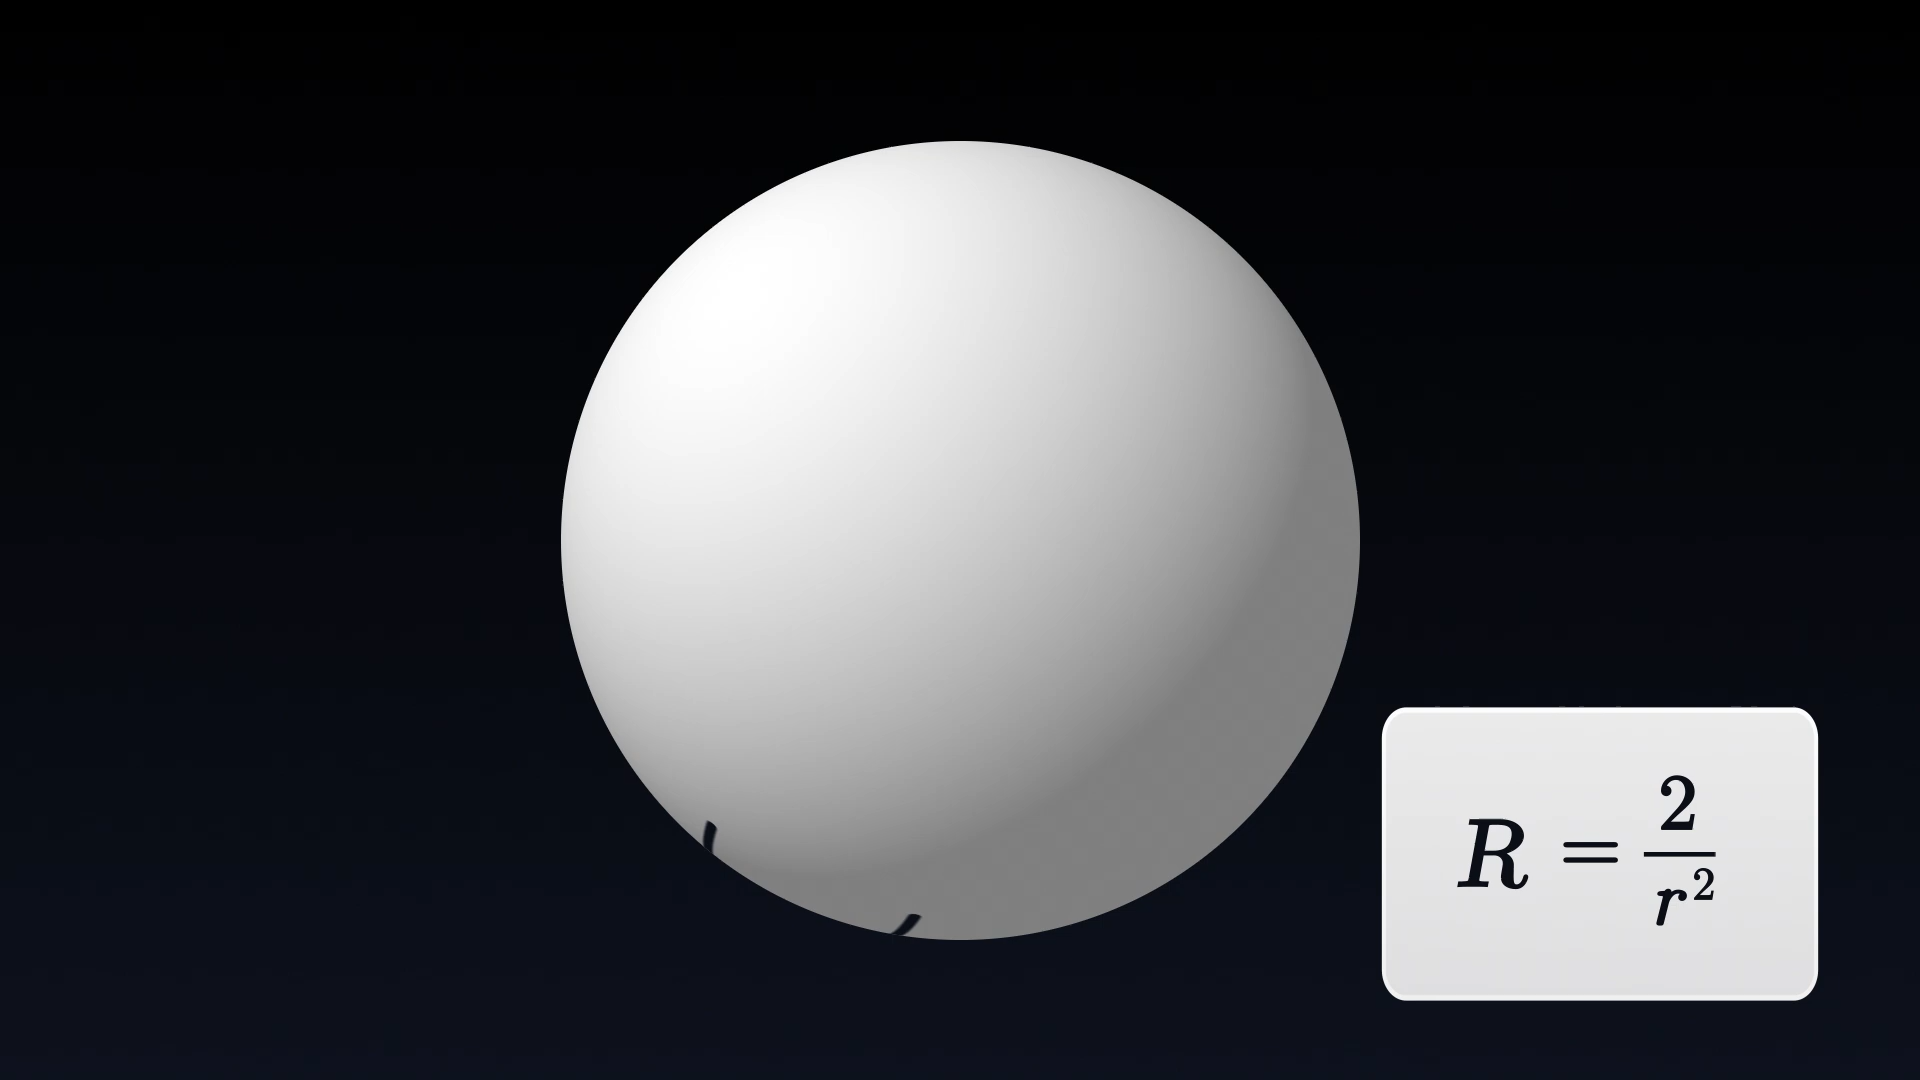 R = 2/r²